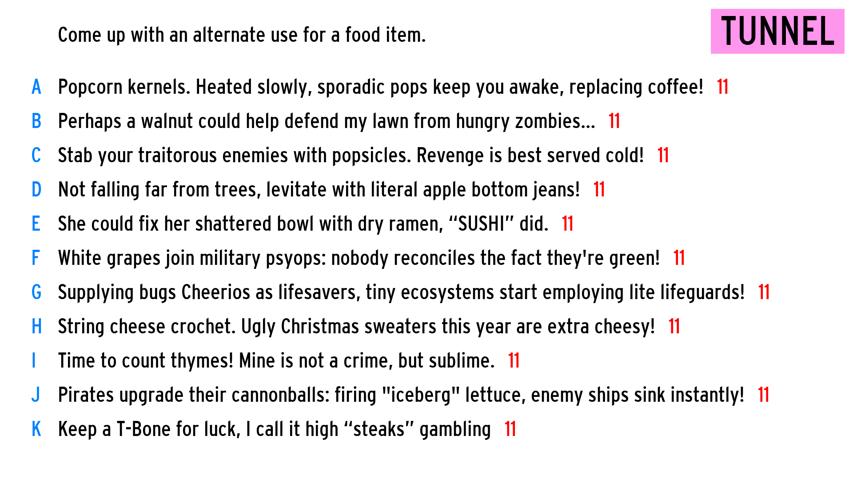 Come up with an alternate use for a food item.
TUNNEL
A Popcorn kernels. Heated slowly, sporadic pops keep you awake, replacing coffee! 11
B Perhaps a walnut could help defend my lawn from hungry zombies... 11
C Stab your traitorous enemies with popsicles. Revenge is best served cold! 11
D Not falling far from trees, levitate with literal apple bottom jeans! 11
E She could fix her shattered bowl with dry ramen, “SUSHI” did. 11
F White grapes join military psyops: nobody reconciles the fact they're green! 11
G Supplying bugs Cheerios as lifesavers, tiny ecosystems start employing lite lifeguards! 11
H String cheese crochet. Ugly Christmas sweaters this year are extra cheesy! 11
I Time to count thymes! Mine is not a crime, but sublime. 11
J Pirates upgrade their cannonballs: firing "iceberg" lettuce, enemy ships sink instantly! 11
K Keep a T-Bone for luck, I call it high “steaks” gambling 11